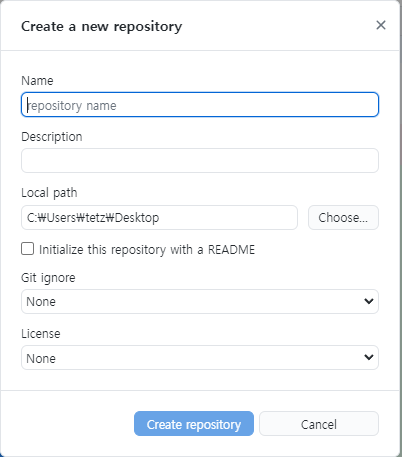 Create a new repository
×
Name
repository name
Description
Local path
C:₩Users₩tetz₩Desktop
Choose...
Initialize this repository with a README
Git ignore
None
License
None
Create repository
Cancel